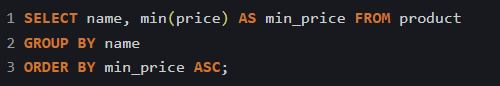 1 SELECT name, min(price) AS min_price FROM product
2 GROUP BY name
3 ORDER BY min_price ASC;